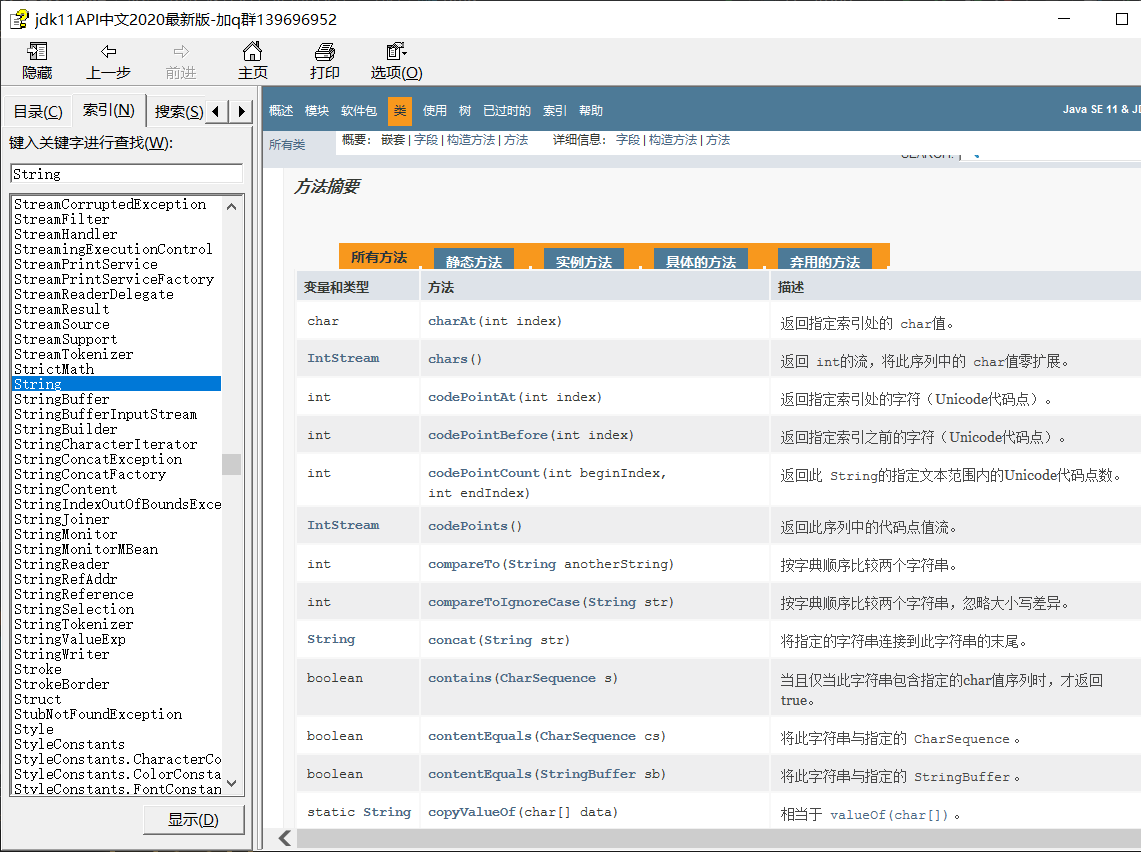 jdk11API中文2020最新版-加q群139696952
隐藏 上一步 前进 主页 打印 选项(O)
目录(C) 索引(N) 搜索(S)
键入关键字进行查找(W):
String
StreamCorruptedException
StreamFilter
StreamHandler
StreamingExecutionControl
StreamPrintService
StreamPrintServiceFactory
StreamReaderDelegate
StreamResult
StreamSource
StreamSupport
StreamTokenizer
StrictMath
String
StringBuffer
StringBufferInputStream
StringBuilder
StringCharacterIterator
StringConcatException
StringConcatFactory
StringContent
StringIndexOutOfBoundsExce
StringJoiner
StringMonitor
StringMonitorMBean
StringReader
StringRefAddr
StringReference
StringSelection
StringTokenizer
StringValueExp
StringWriter
Stroke
StrokeBorder
Struct
StubNotFoundException
Style
StyleConstants
StyleConstants.CharacterCo
StyleConstants.ColorConsta
StyleConstants.FontConstan
显示(D)
概述 模块 软件包 类 使用 树 已过时的 索引 帮助 Java SE 11 & JD
所有类 概要： 嵌套 | 字段 | 构造方法 | 方法 详细信息： 字段 | 构造方法 | 方法
SEARCH:
方法摘要
所有方法 静态方法 实例方法 具体的方法 弃用的方法
变量和类型 方法 描述
char charAt(int index) 返回指定索引处的 char值。
IntStream chars() 返回 int的流，将此序列中的 char值零扩展。
int codePointAt(int index) 返回指定索引处的字符（Unicode代码点）。
int codePointBefore(int index) 返回指定索引之前的字符（Unicode代码点）。
int codePointCount(int beginIndex, 返回此 String的指定文本范围内的Unicode代码点数。
int endIndex)
IntStream codePoints() 返回此序列中的代码点值流。
int compareTo(String anotherString) 按字典顺序比较两个字符串。
int compareToIgnoreCase(String str) 按字典顺序比较两个字符串，忽略大小写差异。
String concat(String str) 将指定的字符串连接到此字符串的末尾。
boolean contains(CharSequence s) 当且仅当此字符串包含指定的char值序列时，才返回
true。
boolean contentEquals(CharSequence cs) 将此字符串与指定的 CharSequence 。
boolean contentEquals(StringBuffer sb) 将此字符串与指定的 StringBuffer 。
static String copyValueOf(char[] data) 相当于 valueOf(char[]) 。